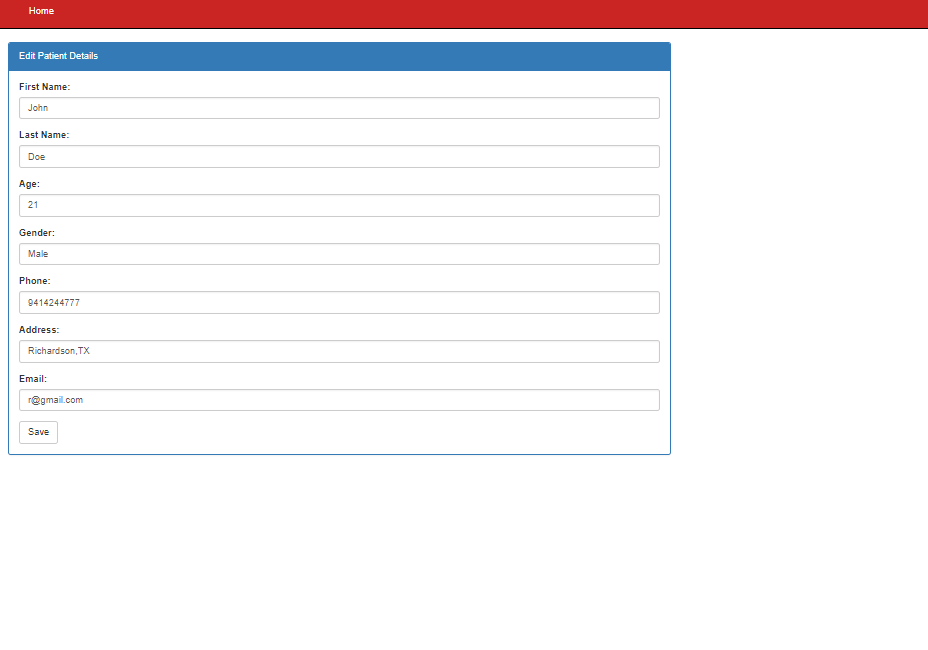 Home
Edit Patient Details
First Name:
John
Last Name:
Doe
Age:
21
Gender:
Male
Phone:
9414244777
Address:
Richardson,TX
Email:
r@gmail.com
Save